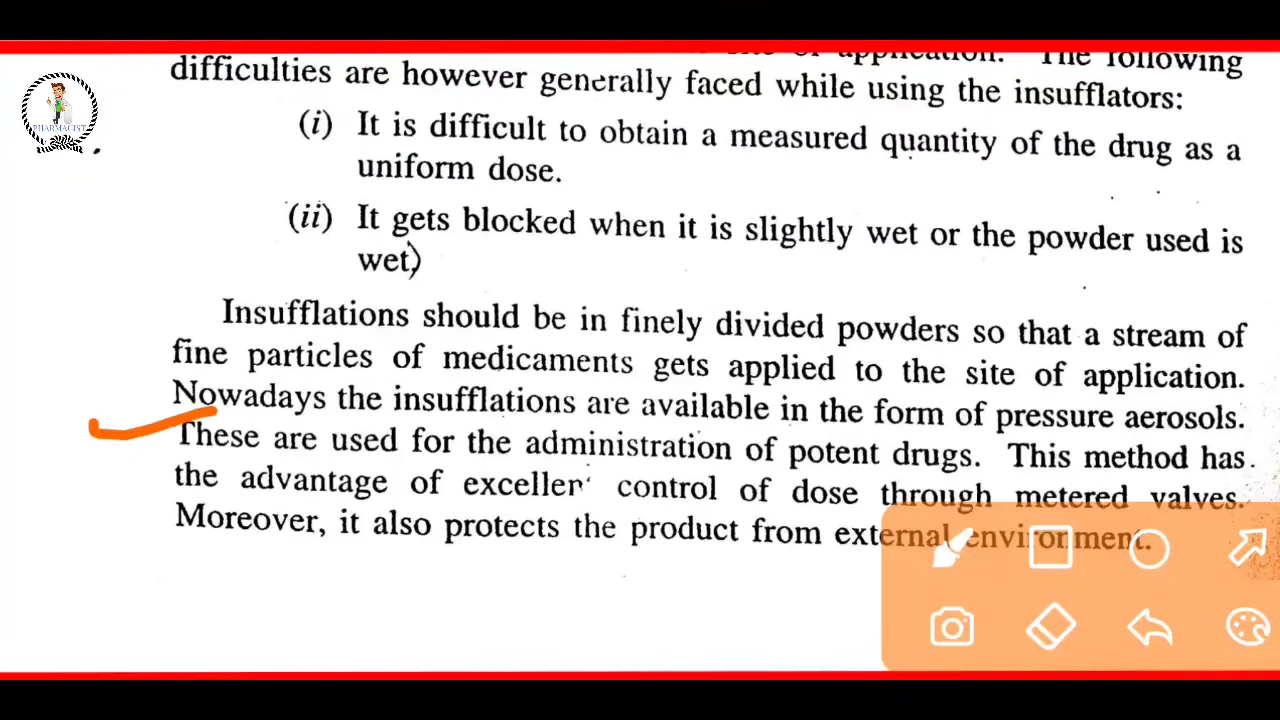 of application. The following
difficulties are however generally faced while using the insufflators:
(i) It is difficult to obtain a measured quantity of the drug as a
uniform dose.
(ii) It gets blocked when it is slightly wet or the powder used is
wet)
Insufflations should be in finely divided powders so that a stream of
fine particles of medicaments gets applied to the site of application.
Nowadays the insufflations are available in the form of pressure aerosols.
These are used for the administration of potent drugs. This method has
the advantage of excellent control of dose through metered valves.
Moreover, it also protects the product from external environment.
PHARMACIST